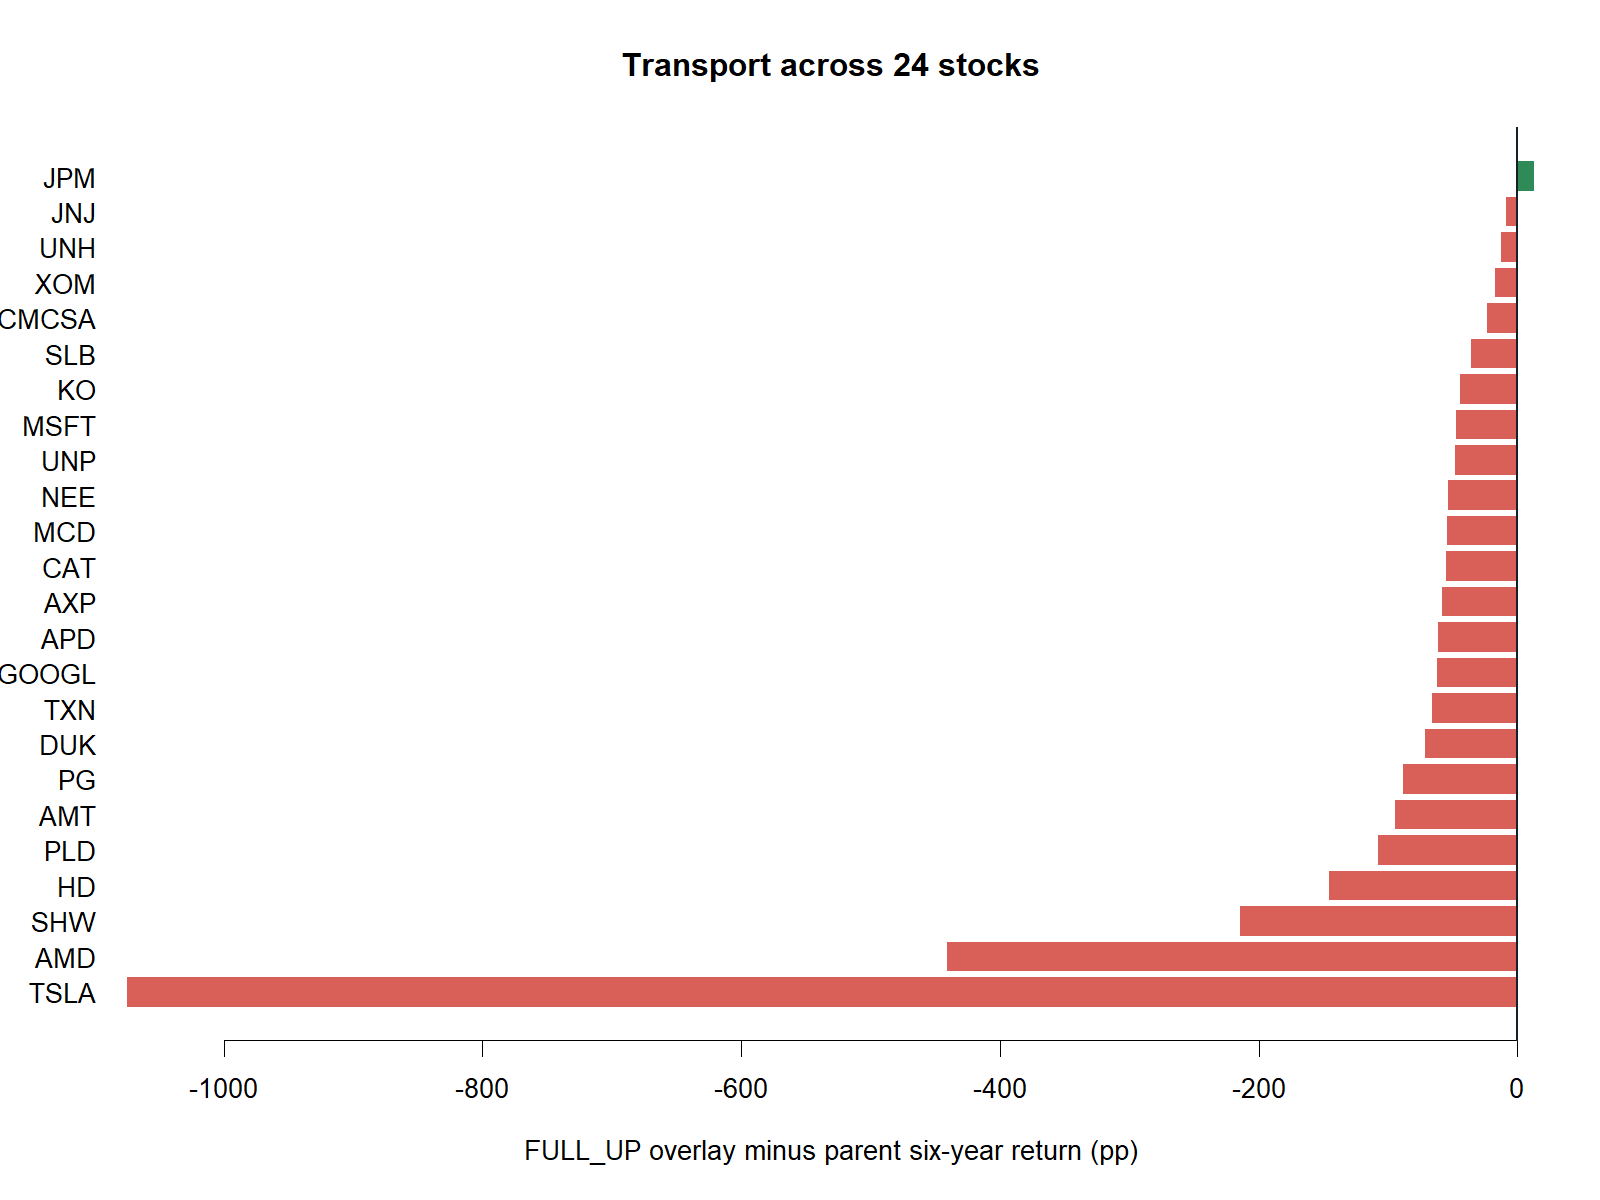 Transport across 24 stocks
JPM
JNJ
UNH
XOM
CMCSA
SLB
KO
MSFT
UNP
NEE
MCD
CAT
AXP
APD
GOOGL
TXN
DUK
PG
AMT
PLD
HD
SHW
AMD
TSLA
-1000 -800 -600 -400 -200 0
FULL_UP overlay minus parent six-year return (pp)